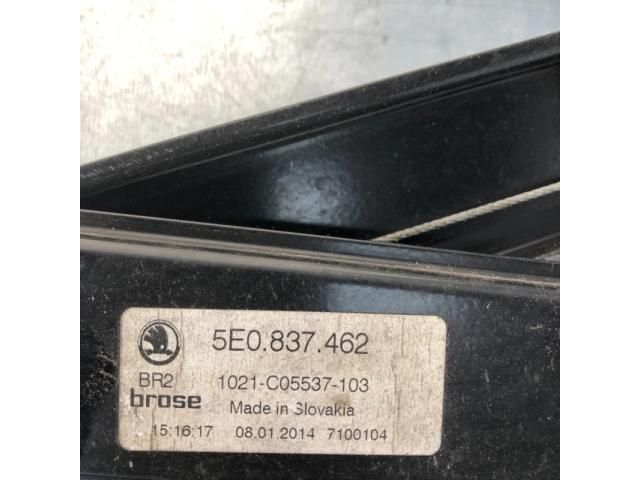 5E0.837.462
BR2 1021-C05537-103
brose Made in Slovakia
15:16:17 08.01.2014 7100104